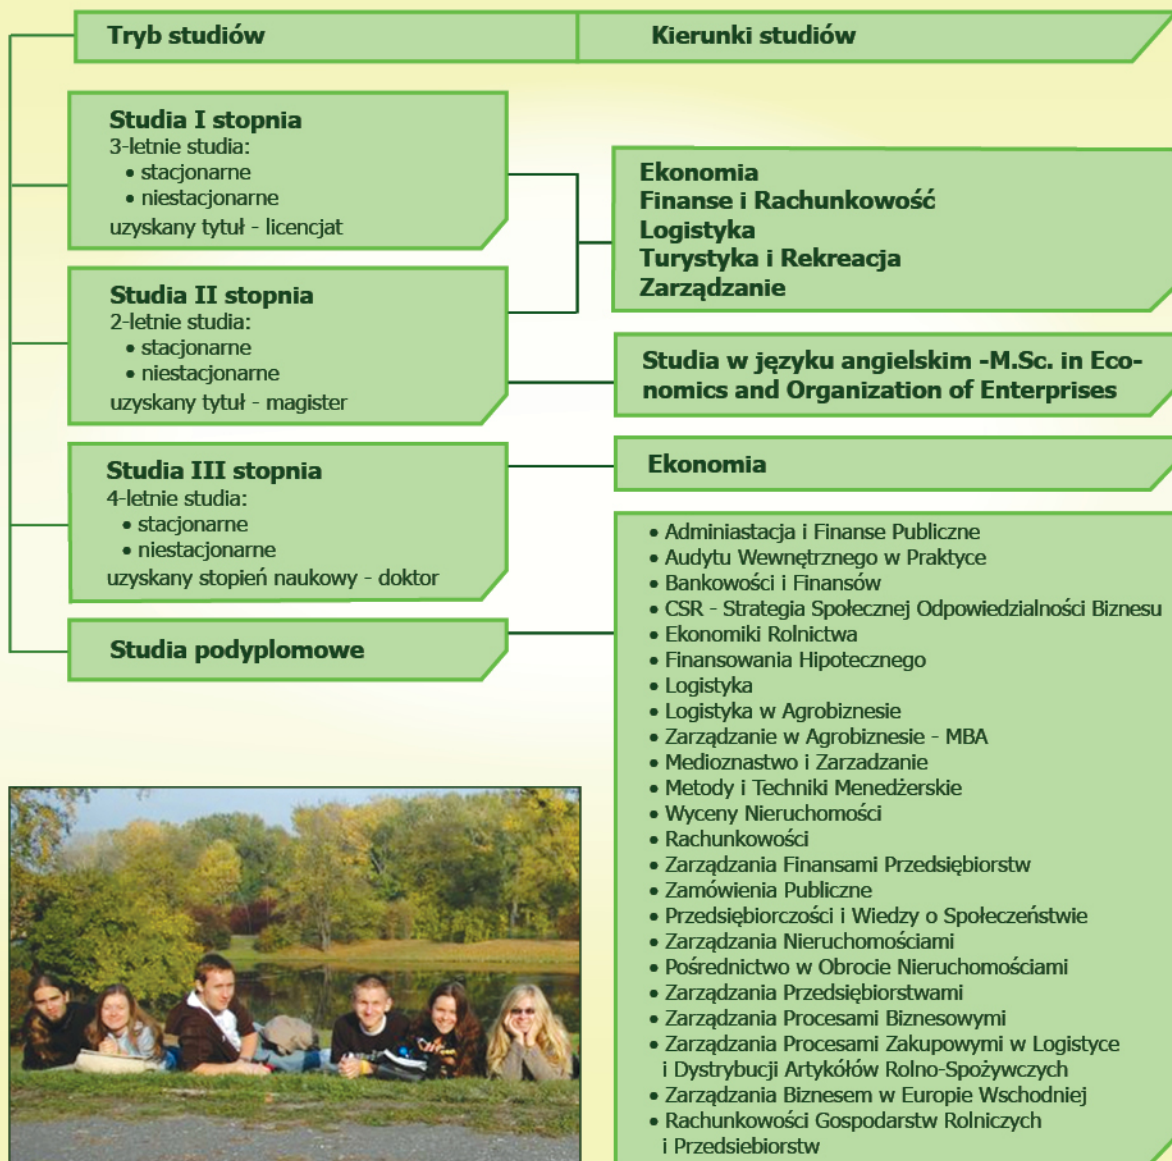 Tryb studiów
Kierunki studiów
Studia I stopnia
3-letnie studia:
• stacjonarne
• niestacjonarne
uzyskany tytuł - licencjat
Studia II stopnia
2-letnie studia:
• stacjonarne
• niestacjonarne
uzyskany tytuł - magister
Studia III stopnia
4-letnie studia:
• stacjonarne
• niestacjonarne
uzyskany stopień naukowy - doktor
Studia podyplomowe
Ekonomia
Finanse i Rachunkowość
Logistyka
Turystyka i Rekreacja
Zarządzanie
Studia w języku angielskim -M.Sc. in Eco-
nomics and Organization of Enterprises
Ekonomia
• Adminiastacja i Finanse Publiczne
• Audytu Wewnętrznego w Praktyce
• Bankowości i Finansów
• CSR - Strategia Społecznej Odpowiedzialności Biznesu
• Ekonomiki Rolnictwa
• Finansowania Hipotecznego
• Logistyka
• Logistyka w Agrobiznesie
• Zarządzanie w Agrobiznesie - MBA
• Medioznastwo i Zarzadzanie
• Metody i Techniki Menedżerskie
• Wyceny Nieruchomości
• Rachunkowości
• Zarządzania Finansami Przedsiębiorstw
• Zamówienia Publiczne
• Przedsiębiorczości i Wiedzy o Społeczeństwie
• Zarządzania Nieruchomościami
• Pośrednictwo w Obrocie Nieruchomościami
• Zarządzania Przedsiębiorstwami
• Zarządzania Procesami Biznesowymi
• Zarządzania Procesami Zakupowymi w Logistyce
i Dystrybucji Artykółów Rolno-Spożywczych
• Zarządzania Biznesem w Europie Wschodniej
• Rachunkowości Gospodarstw Rolniczych
i Przedsiebiorstw